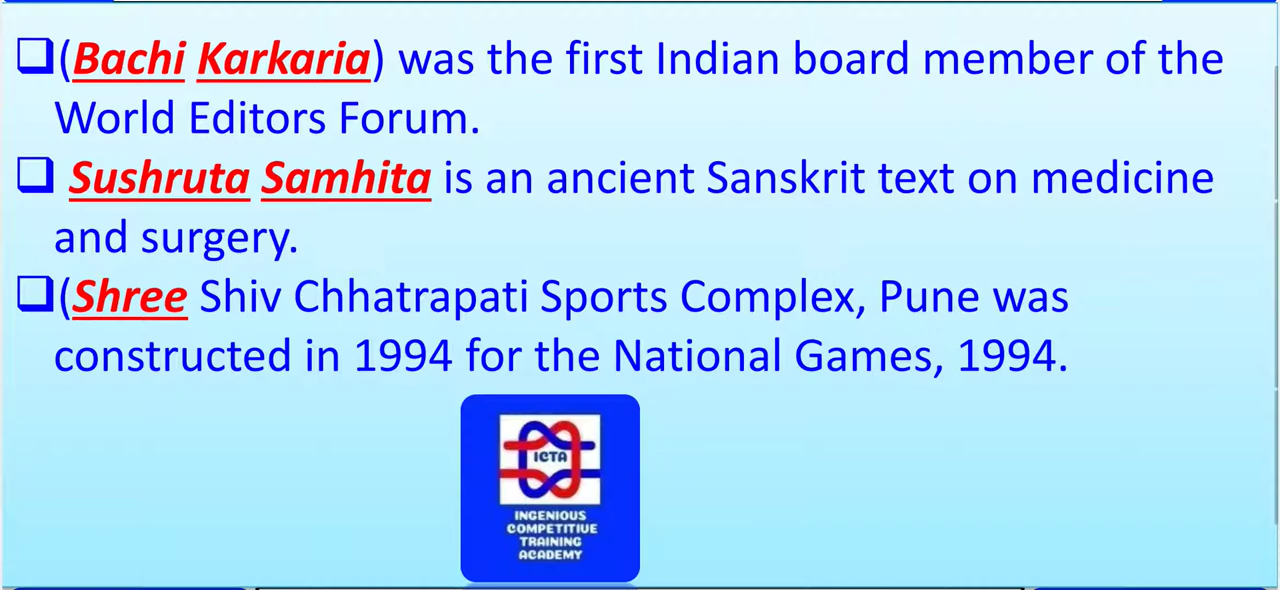 ❑(Bachi Karkaria) was the first Indian board member of the
World Editors Forum.
❑ Sushruta Samhita is an ancient Sanskrit text on medicine
and surgery.
❑(Shree Shiv Chhatrapati Sports Complex, Pune was
constructed in 1994 for the National Games, 1994.
ICTA
INGENIOUS
COMPETITIVE
TRAINING
ACADEMY